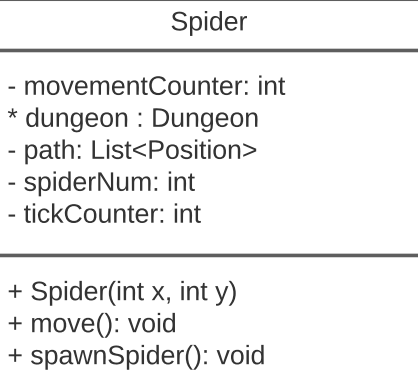 Spider
- movementCounter: int
* dungeon : Dungeon
- path: List<Position>
- spiderNum: int
- tickCounter: int
+ Spider(int x, int y)
+ move(): void
+ spawnSpider(): void